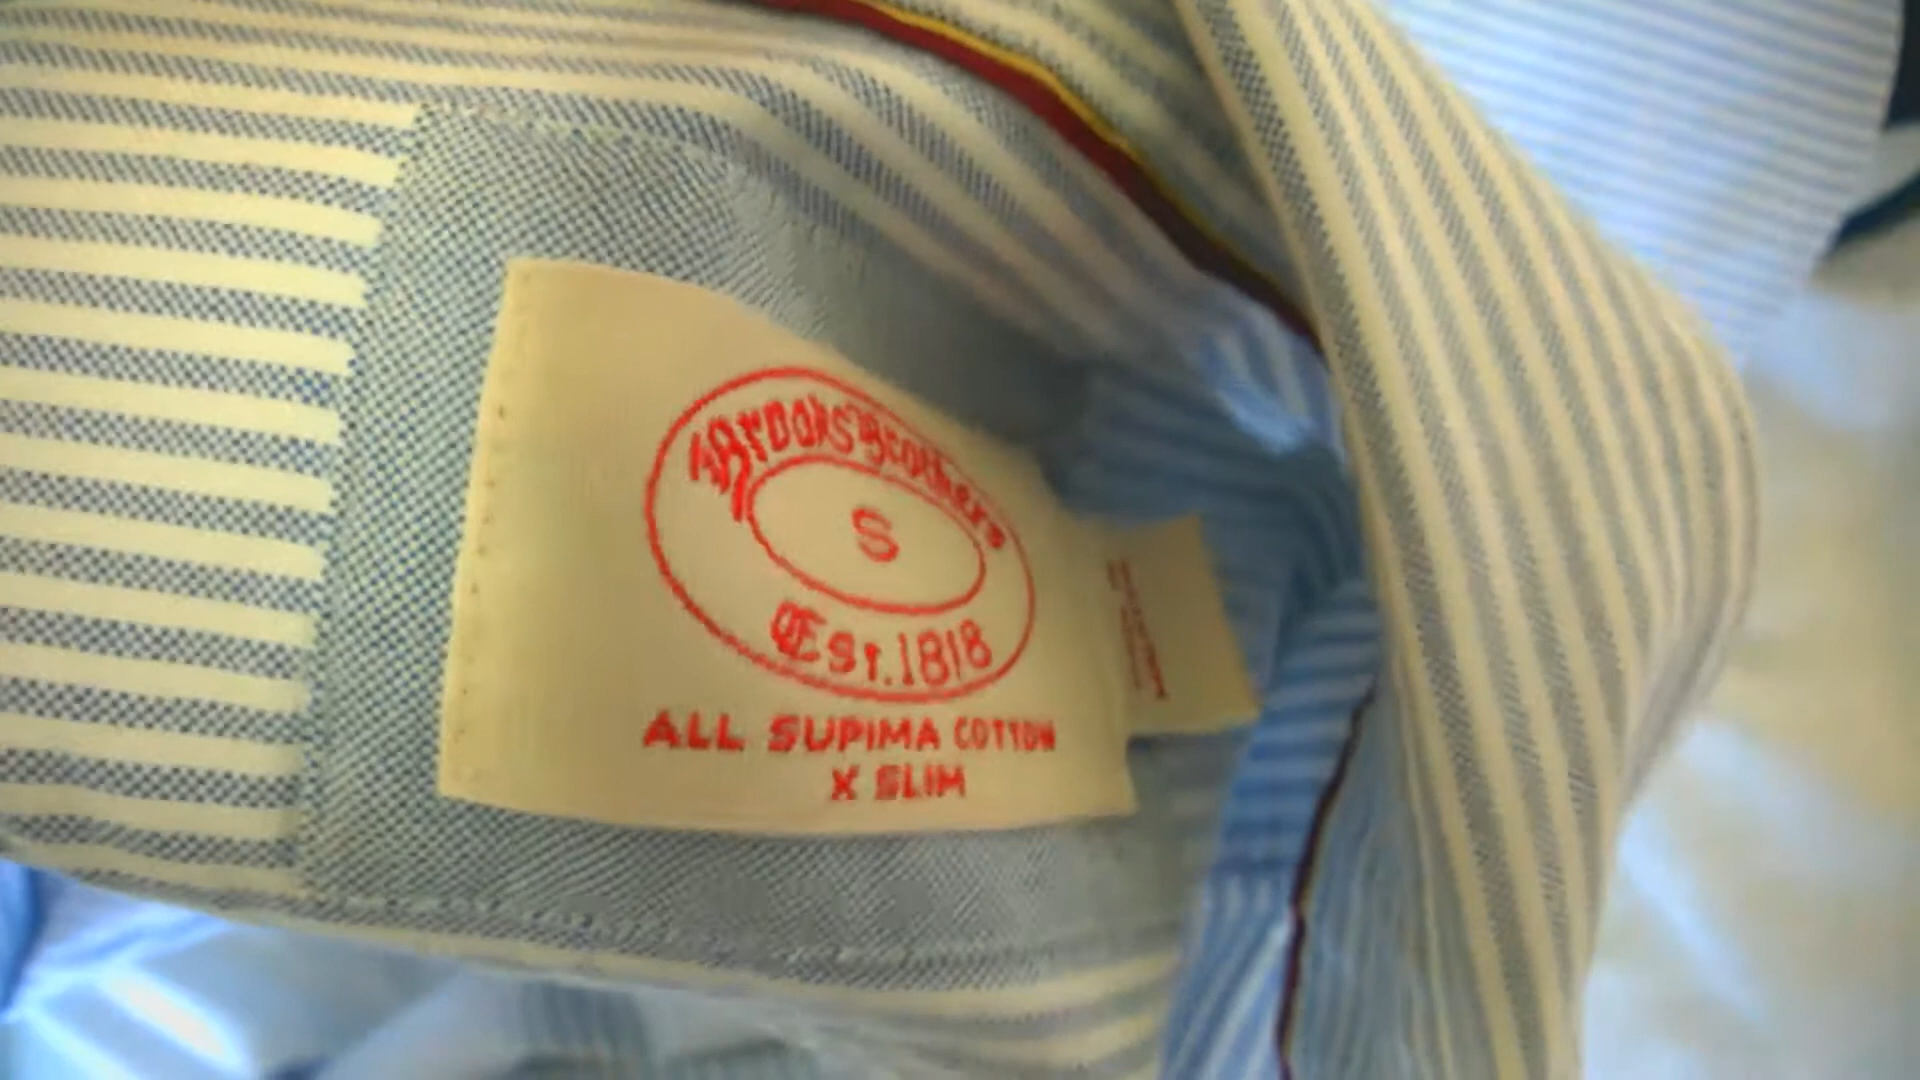 Brooks Brothers
S
Est. 1818
ALL SUPIMA COTTON
X SLIM